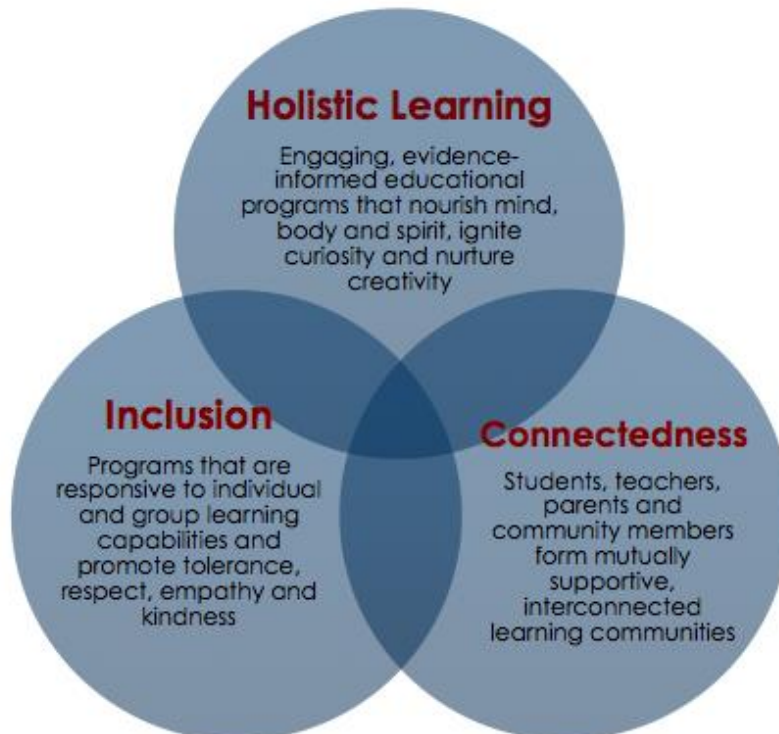 Holistic Learning
Engaging, evidence-
informed educational
programs that nourish mind,
body and spirit, ignite
curiosity and nurture
creativity
Inclusion
Programs that are
responsive to individual
and group learning
capabilities and
promote tolerance,
respect, empathy and
kindness
Connectedness
Students, teachers,
parents and
community members
form mutually
supportive,
interconnected
learning communities